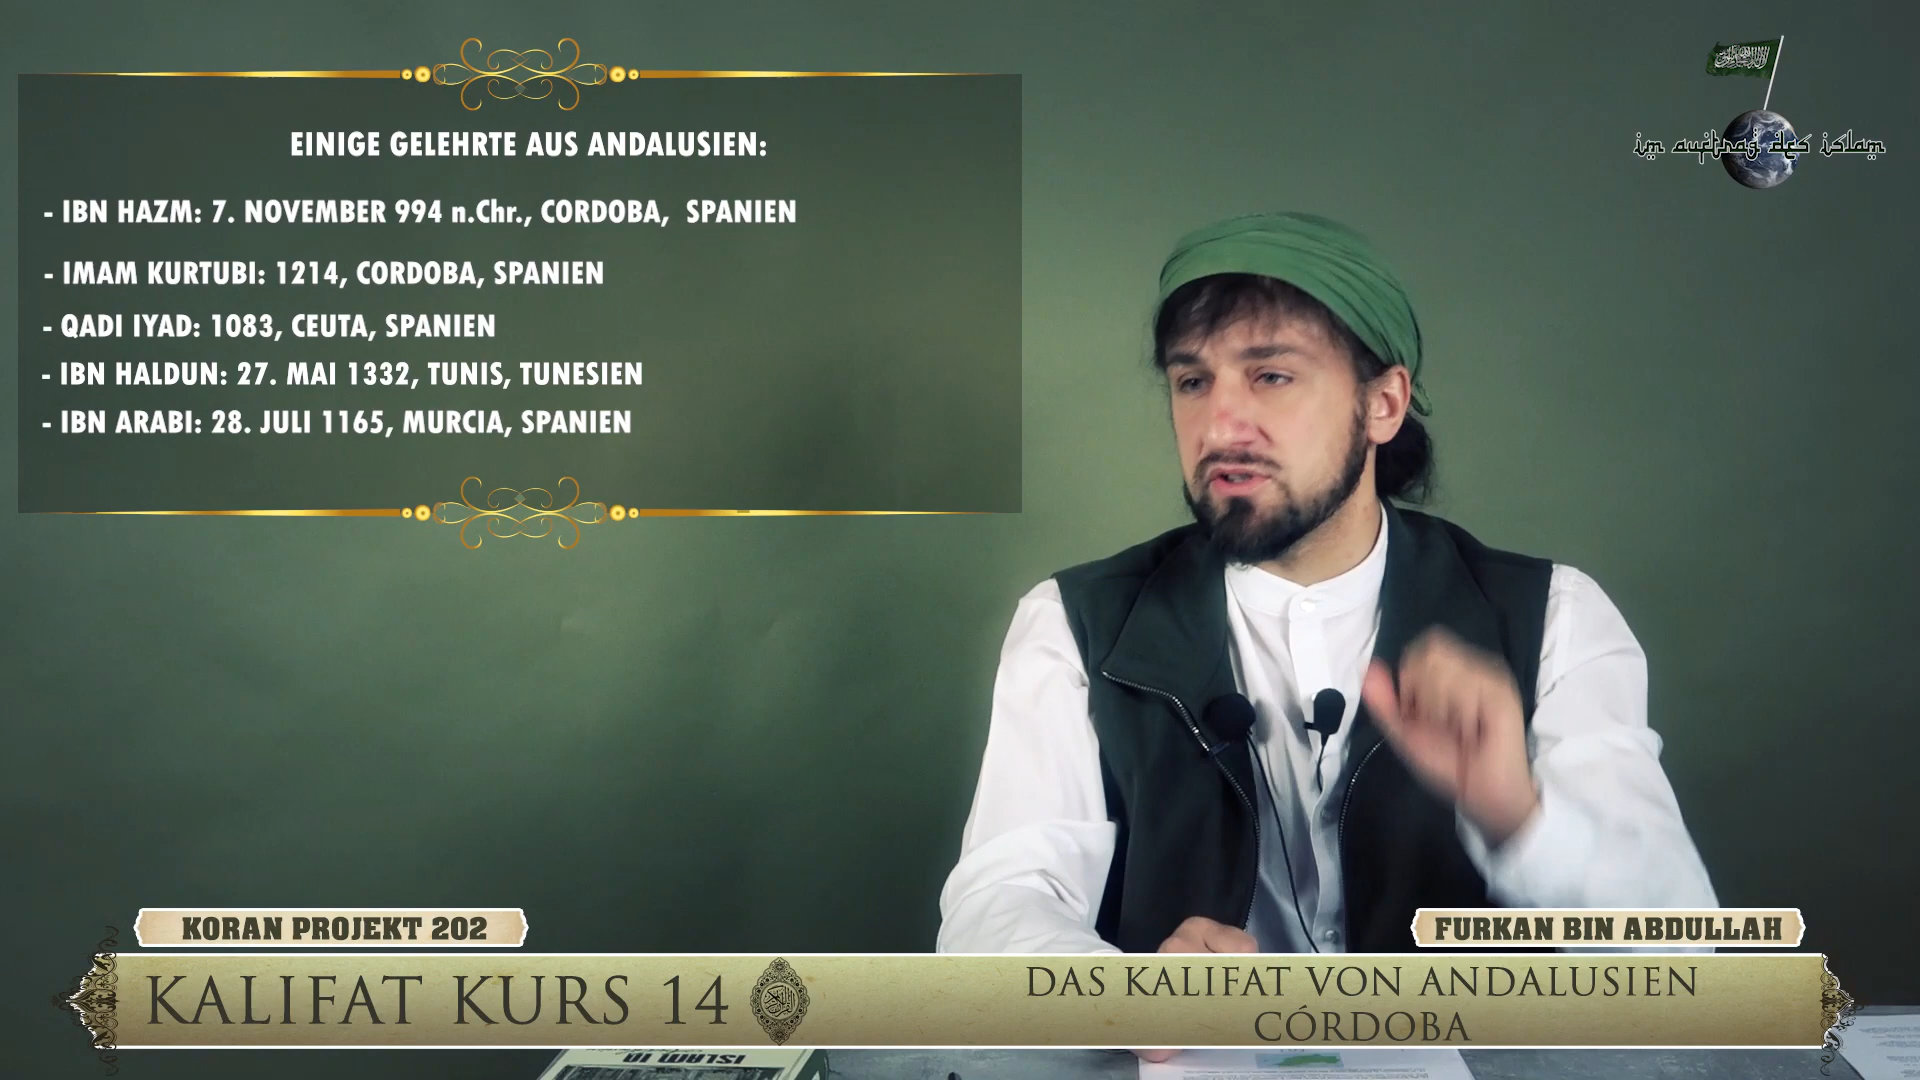 EINIGE GELEHRTE AUS ANDALUSIEN:
- IBN HAZM: 7. NOVEMBER 994 n.Chr., CORDOBA, SPANIEN
- IMAM KURTUBI: 1214, CORDOBA, SPANIEN
- QADI IYAD: 1083, CEUTA, SPANIEN
- IBN HALDUN: 27. MAI 1332, TUNIS, TUNESIEN
- IBN ARABI: 28. JULI 1165, MURCIA, SPANIEN
im auftrag des islam
KORAN PROJEKT 202
FURKAN BIN ABDULLAH
KALIFAT KURS 14
DAS KALIFAT VON ANDALUSIEN
CÓRDOBA